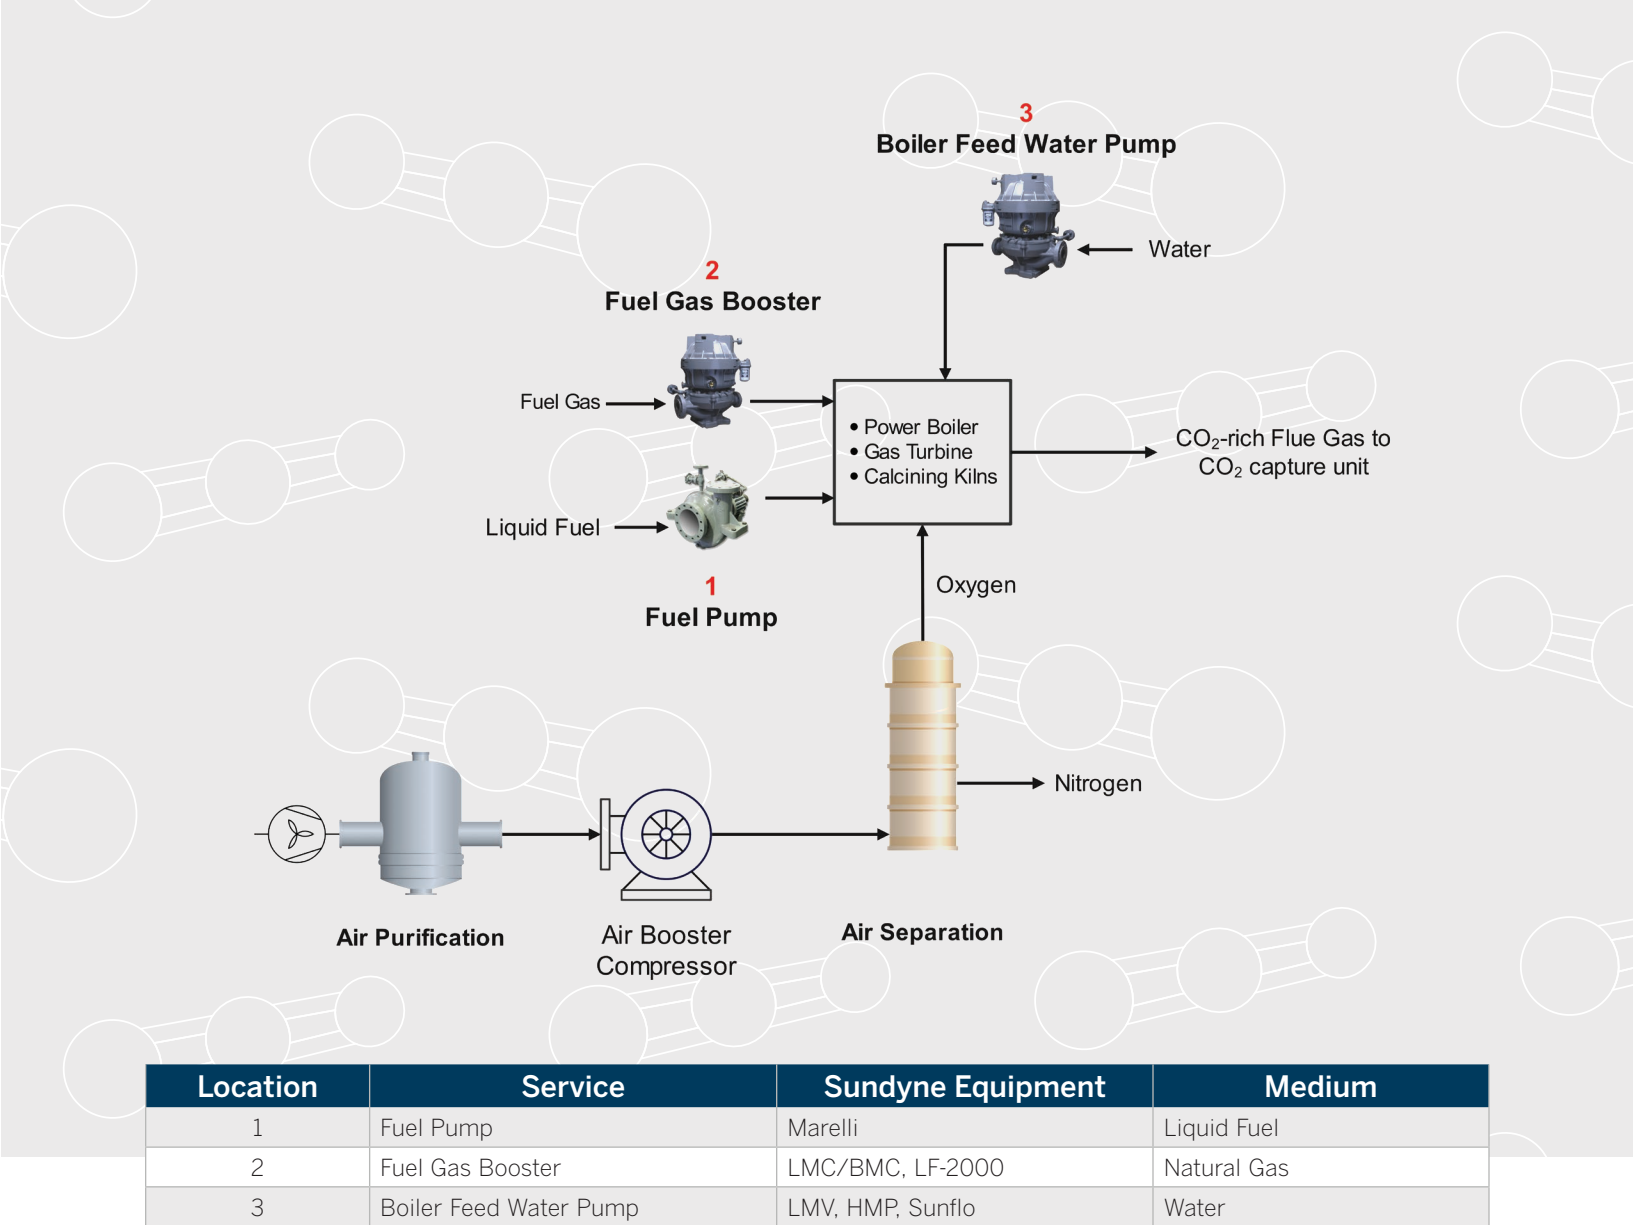 3
Boiler Feed Water Pump
Water
2
Fuel Gas Booster
Fuel Gas
• Power Boiler
• Gas Turbine
• Calcining Kilns
CO₂-rich Flue Gas to
CO₂ capture unit
Liquid Fuel
1
Fuel Pump
Oxygen
Nitrogen
Air Purification
Air Booster
Compressor
Air Separation
Location Service Sundyne Equipment Medium
1 Fuel Pump Marelli Liquid Fuel
2 Fuel Gas Booster LMC/BMC, LF-2000 Natural Gas
3 Boiler Feed Water Pump LMV, HMP, Sunflo Water